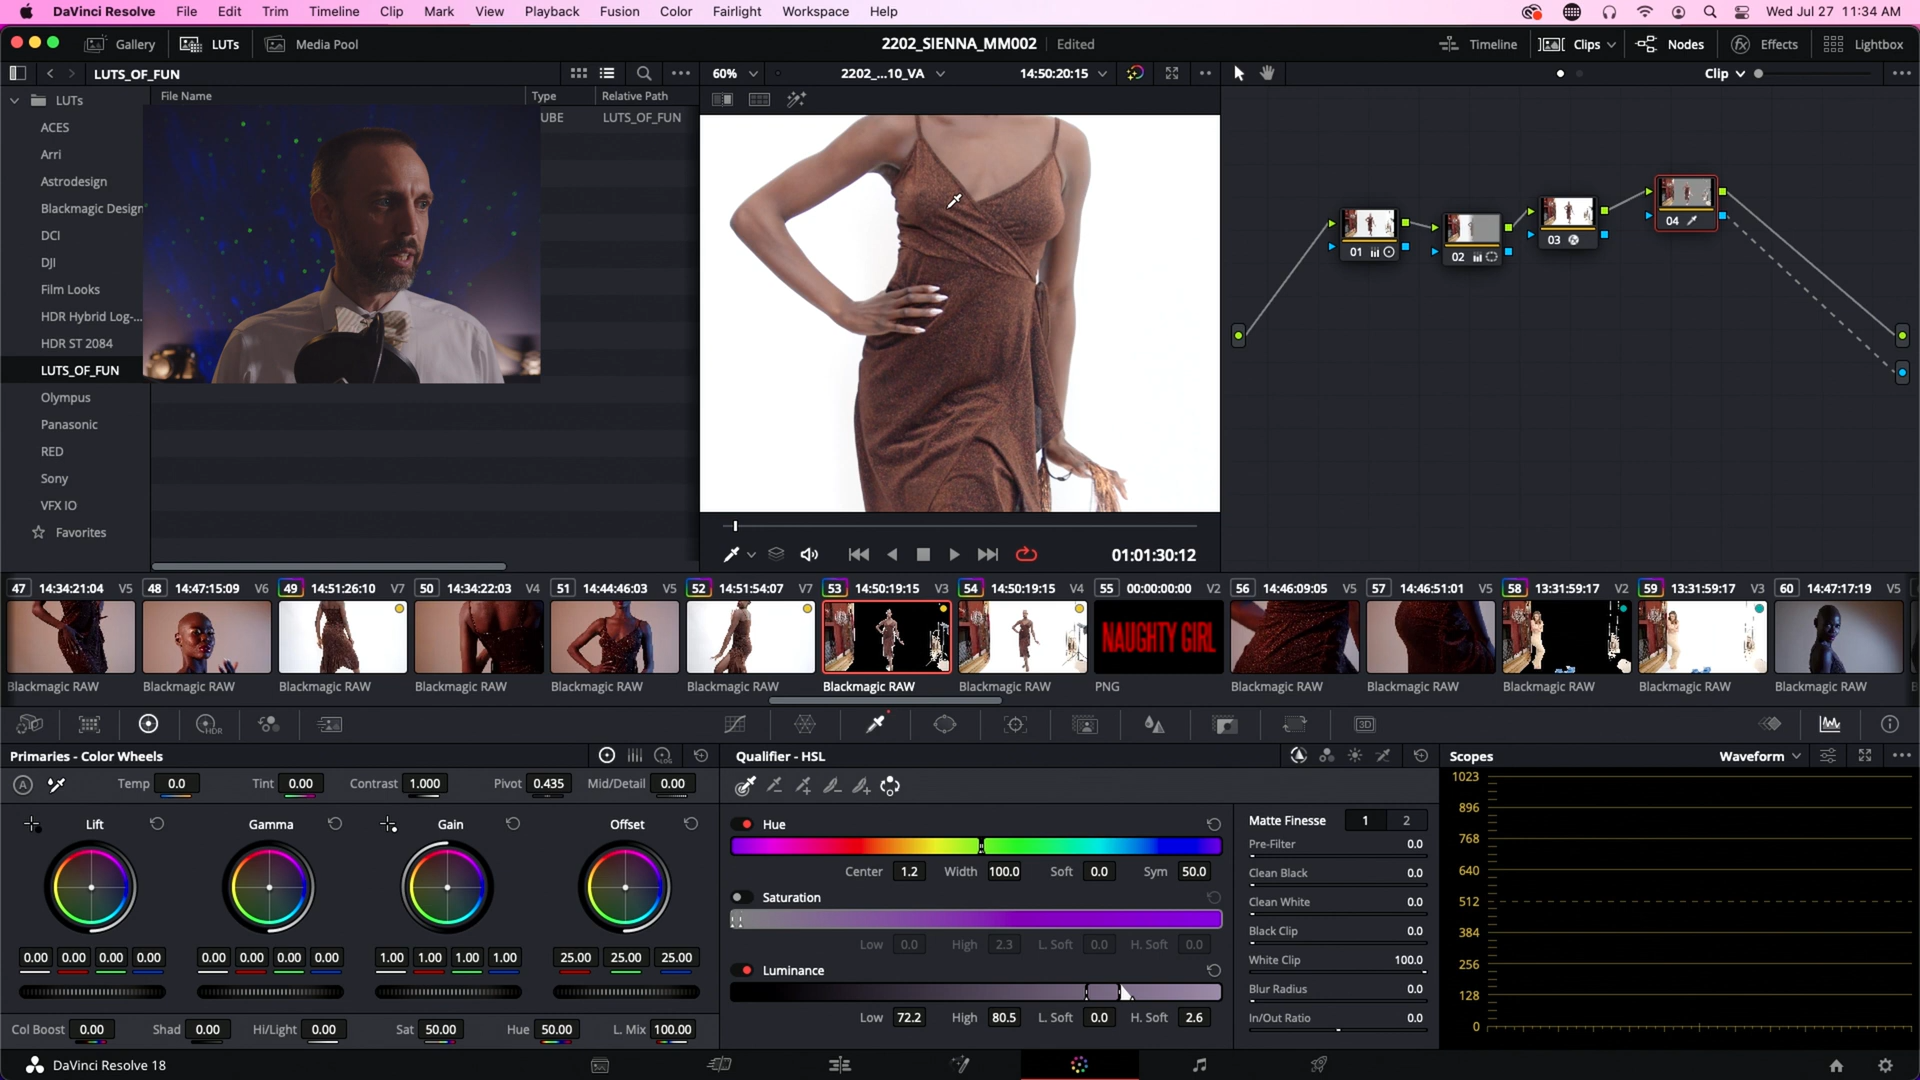 DaVinci Resolve File Edit Trim Timeline Clip Mark View Playback Fusion Color Fairlight Workspace Help Wed Jul 27 11:34 AM
Gallery LUTs Media Pool 2202_SIENNA_MM002 Edited Timeline Clips Nodes Effects Lightbox
LUTS_OF_FUN 60% 2202_...10_VA 14:50:20:15 Clip
LUTs File Name Type Relative Path
ACES UBE LUTS_OF_FUN
Arri
Astrodesign
Blackmagic Design
DCI
DJI
Film Looks
HDR Hybrid Log-...
HDR ST 2084
LUTS_OF_FUN
Olympus
Panasonic
RED
Sony
VFX IO
Favorites
01 02 03 04
01:01:30:12
47 14:34:21:04 V5 48 14:47:15:09 V6 49 14:51:26:10 V7 50 14:34:22:03 V4 51 14:44:46:03 V5 52 14:51:54:07 V7 53 14:50:19:15 V3 54 14:50:19:15 V4 55 00:00:00:00 V2 56 14:46:09:05 V5 57 14:46:51:01 V5 58 13:31:59:17 V2 59 13:31:59:17 V3 60 14:47:17:19 V5
NAUGHTY GIRL
Blackmagic RAW Blackmagic RAW Blackmagic RAW Blackmagic RAW Blackmagic RAW Blackmagic RAW Blackmagic RAW Blackmagic RAW PNG Blackmagic RAW Blackmagic RAW Blackmagic RAW Blackmagic RAW Blackmagic RAW
HDR 3D
Primaries - Color Wheels LOG Qualifier - HSL Scopes Waveform
A Temp 0.0 Tint 0.00 Contrast 1.000 Pivot 0.435 Mid/Detail 0.00
Lift Gamma Gain Offset
0.00 0.00 0.00 0.00 0.00 0.00 0.00 0.00 1.00 1.00 1.00 1.00 25.00 25.00 25.00
Col Boost 0.00 Shad 0.00 Hi/Light 0.00 Sat 50.00 Hue 50.00 L. Mix 100.00
Hue
Center 1.2 Width 100.0 Soft 0.0 Sym 50.0
Saturation
Low 0.0 High 2.3 L. Soft 0.0 H. Soft 0.0
Luminance
Low 72.2 High 80.5 L. Soft 0.0 H. Soft 2.6
Matte Finesse 1 2
Pre-Filter 0.0
Clean Black 0.0
Clean White 0.0
Black Clip 0.0
White Clip 100.0
Blur Radius 0.0
In/Out Ratio 0.0
1023
896
768
640
512
384
256
128
0
DaVinci Resolve 18